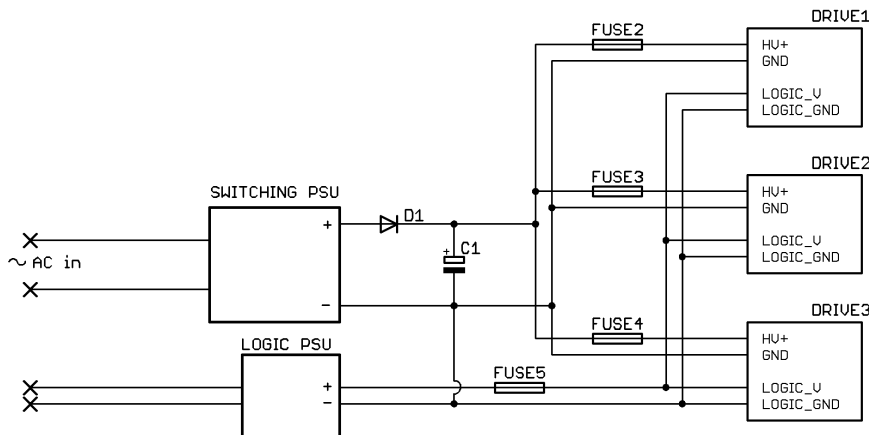 DRIVE1
FUSE2
HV+
GND
LOGIC_V
LOGIC_GND
DRIVE2
FUSE3
HV+
GND
LOGIC_V
LOGIC_GND
SWITCHING PSU
+
D1
+
C1
~ AC in
-
DRIVE3
FUSE4
HV+
GND
LOGIC PSU
FUSE5
+
-
LOGIC_V
LOGIC_GND